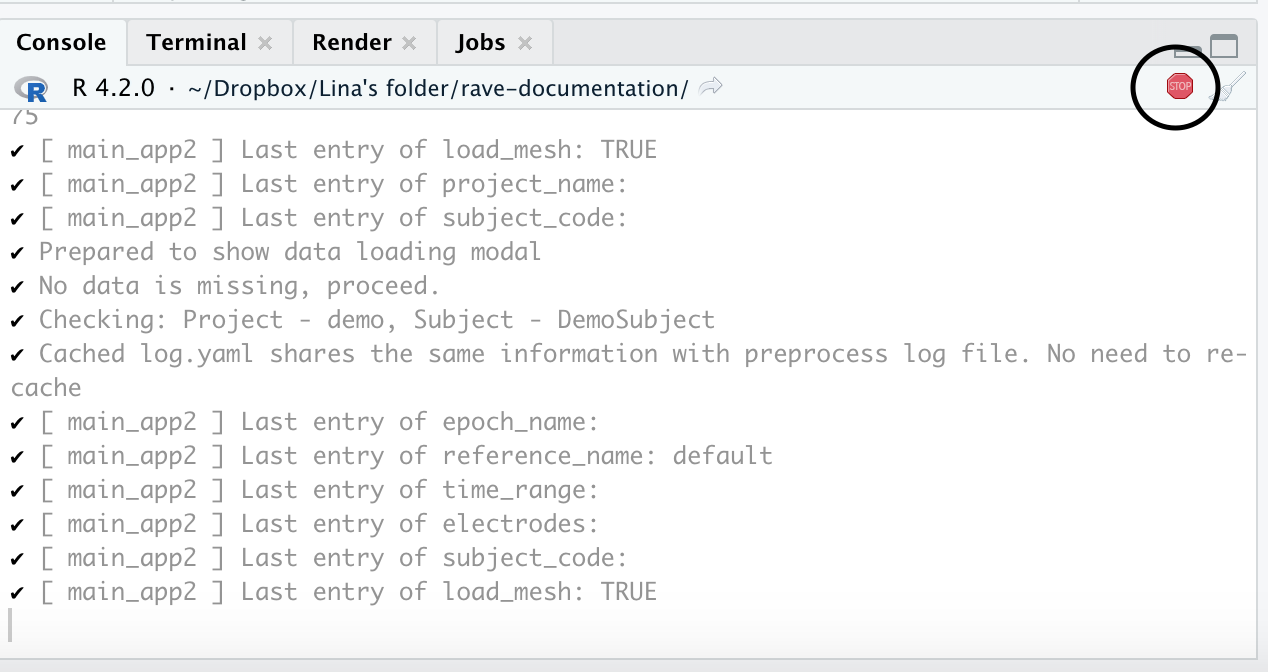 Console Terminal Render Jobs
R 4.2.0 · ~/Dropbox/Lina's folder/rave-documentation/ STOP
75
✔ [ main_app2 ] Last entry of load_mesh: TRUE
✔ [ main_app2 ] Last entry of project_name:
✔ [ main_app2 ] Last entry of subject_code:
✔ Prepared to show data loading modal
✔ No data is missing, proceed.
✔ Checking: Project - demo, Subject - DemoSubject
✔ Cached log.yaml shares the same information with preprocess log file. No need to re-
cache
✔ [ main_app2 ] Last entry of epoch_name:
✔ [ main_app2 ] Last entry of reference_name: default
✔ [ main_app2 ] Last entry of time_range:
✔ [ main_app2 ] Last entry of electrodes:
✔ [ main_app2 ] Last entry of subject_code:
✔ [ main_app2 ] Last entry of load_mesh: TRUE